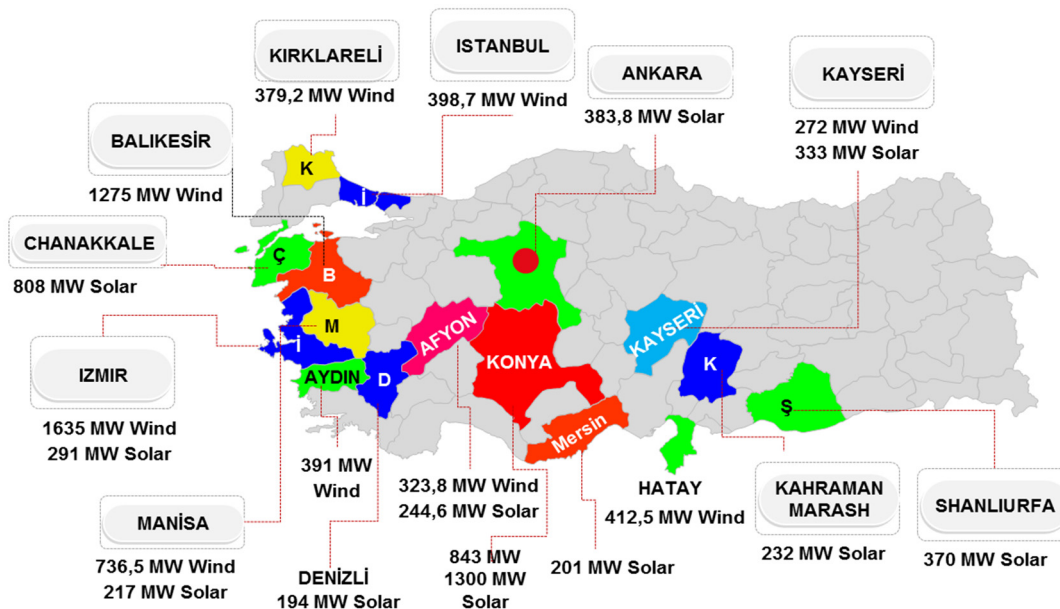 KIRKLARELİ
379,2 MW Wind
ISTANBUL
398,7 MW Wind
ANKARA
383,8 MW Solar
KAYSERİ
272 MW Wind
333 MW Solar
BALIKESİR
1275 MW Wind
CHANAKKALE
808 MW Solar
IZMIR
1635 MW Wind
291 MW Solar
MANİSA
736,5 MW Wind
217 MW Solar
K
İ
Ç
B
M
İ
AYDIN
D
AFYON
KONYA
Mersin
KAYSERİ
K
Ş
391 MW
Wind
DENİZLİ
194 MW Solar
323,8 MW Wind
244,6 MW Solar
843 MW
1300 MW
Solar
201 MW Solar
HATAY
412,5 MW Wind
KAHRAMAN
MARASH
232 MW Solar
SHANLIURFA
370 MW Solar